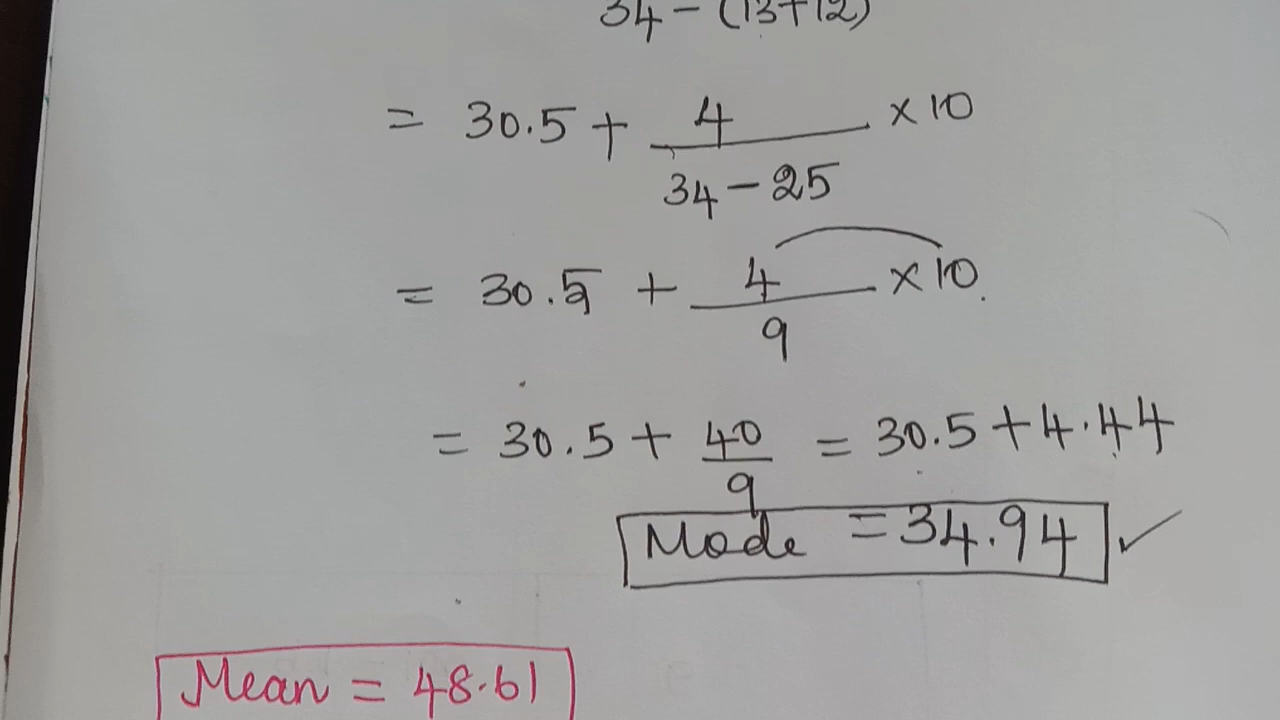 34 - (13+12)
= 30.5 + 4/(34 - 25) × 10
= 30.5 + 4/9 × 10
= 30.5 + 40/9 = 30.5 + 4.44
Mode = 34.94 ✓
Mean = 48.61